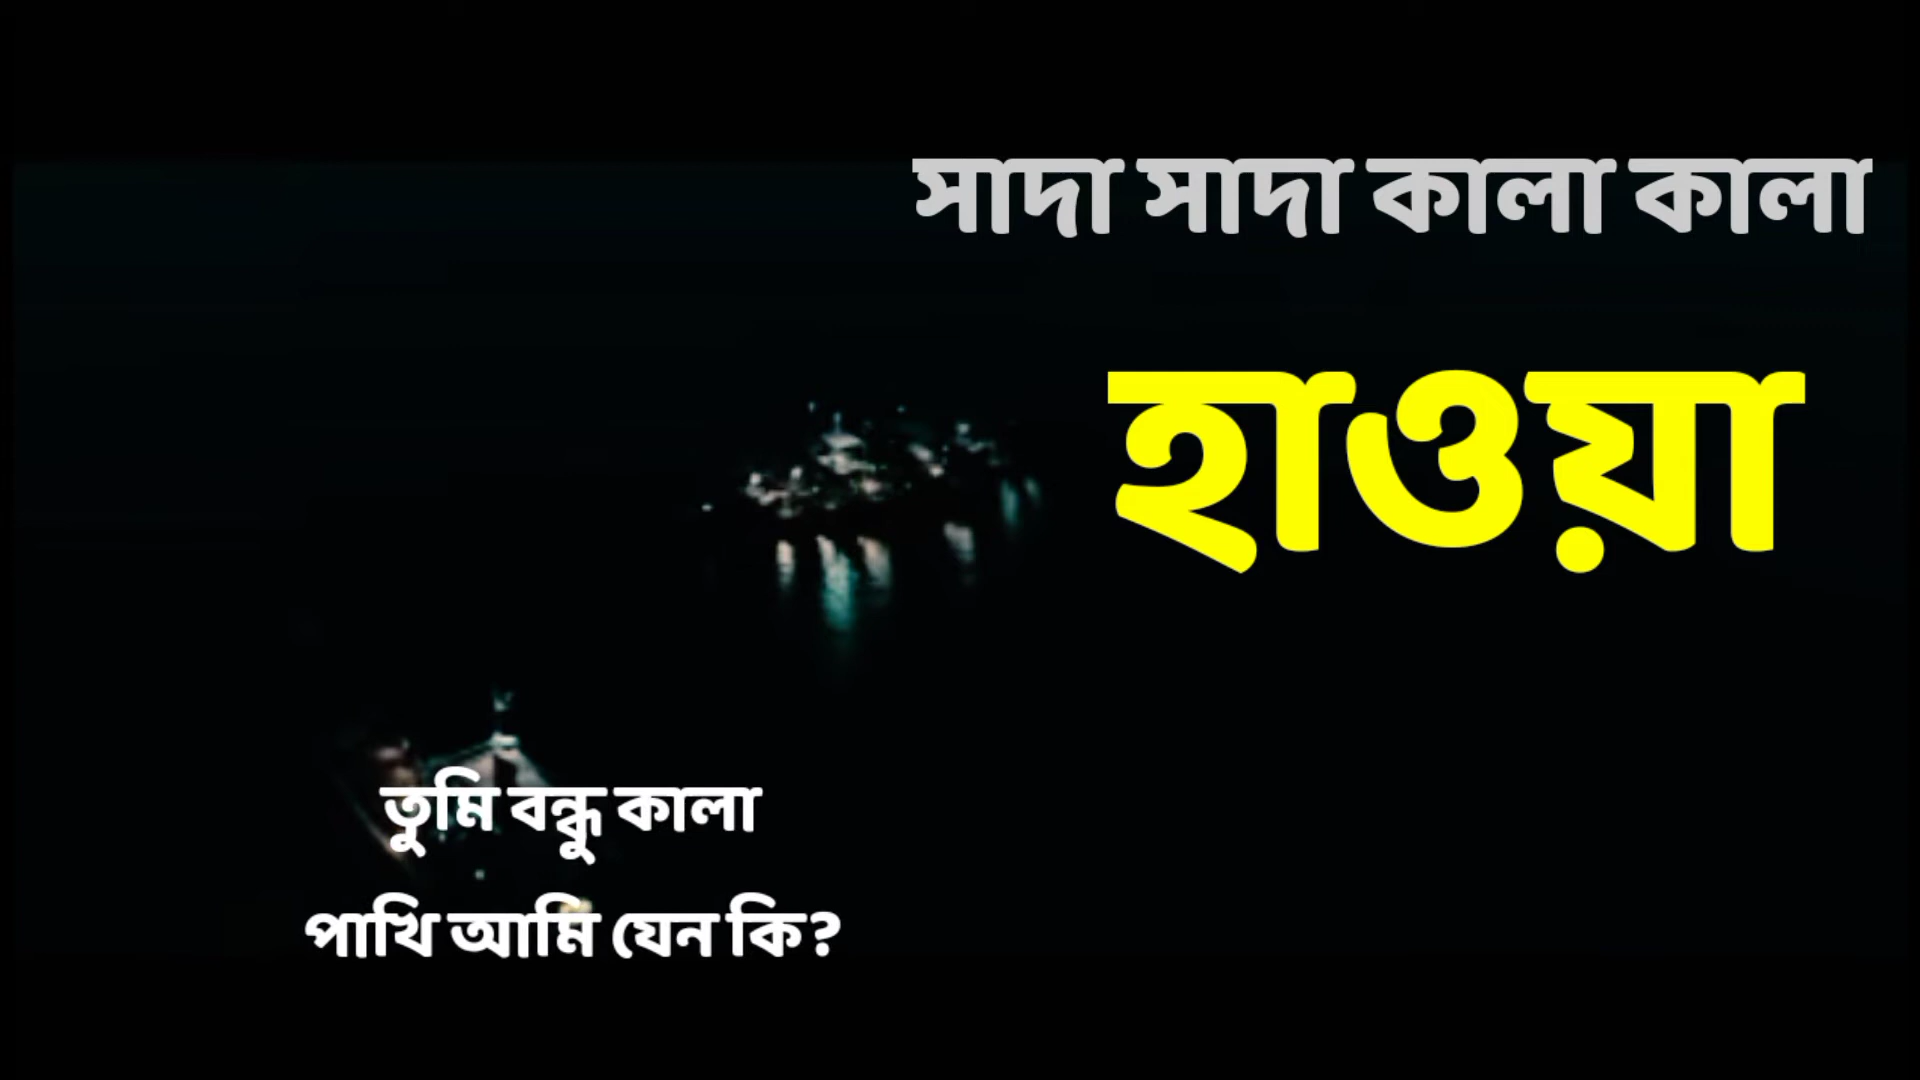 সাদা সাদা কালা কালা
হাওয়া
তুমি বন্ধু কালা
পাখি আমি যেন কি?